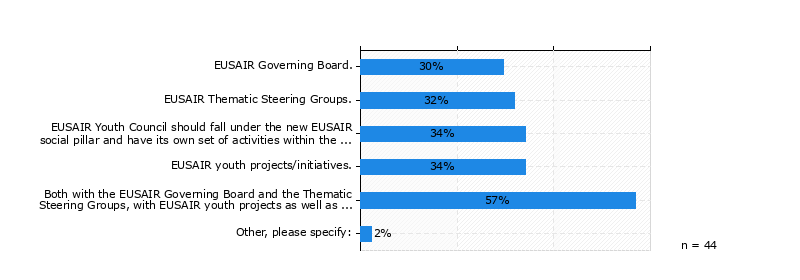 EUSAIR Governing Board.
30%
EUSAIR Thematic Steering Groups.
32%
EUSAIR Youth Council should fall under the new EUSAIR
social pillar and have its own set of activities within the ...
34%
EUSAIR youth projects/initiatives.
34%
Both with the EUSAIR Governing Board and the Thematic
Steering Groups, with EUSAIR youth projects as well as ...
57%
Other, please specify:
2%
n = 44